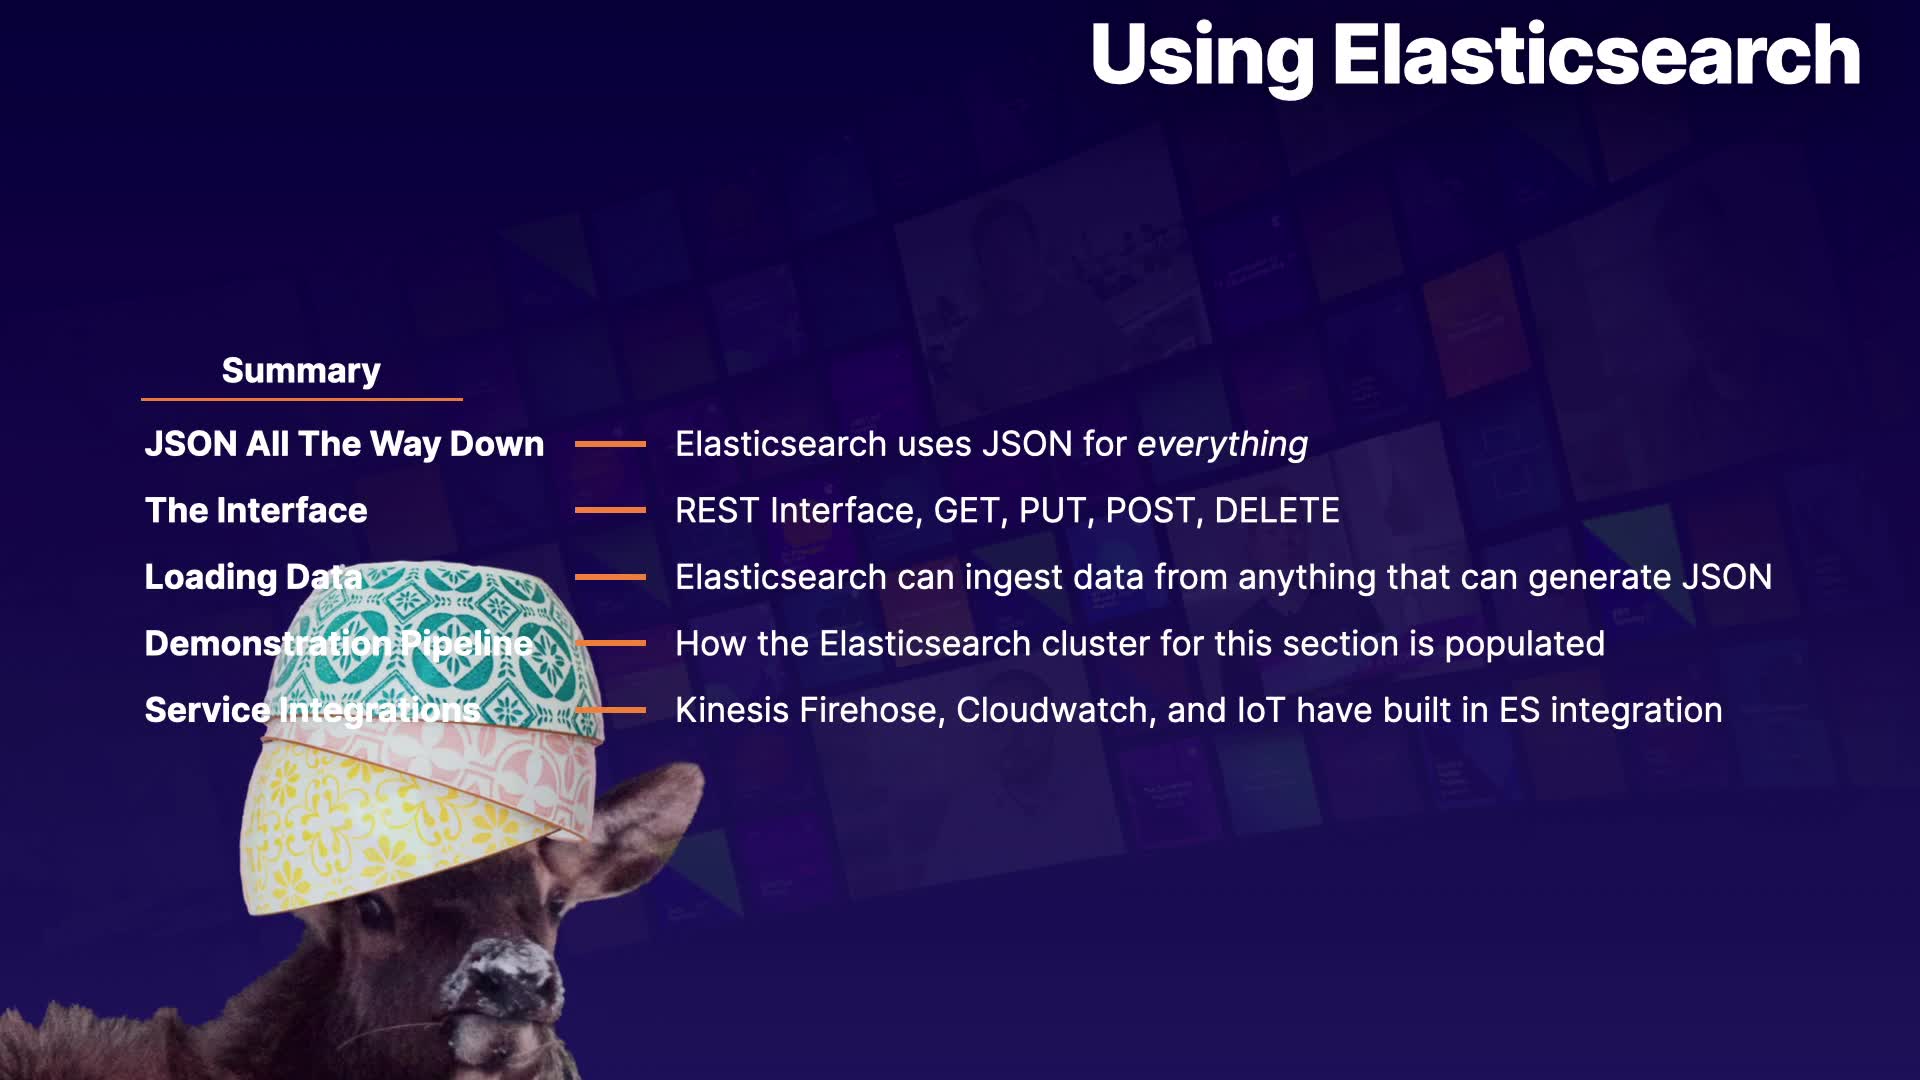 Using Elasticsearch
Summary
JSON All The Way Down — Elasticsearch uses JSON for everything
The Interface — REST Interface, GET, PUT, POST, DELETE
Loading Data — Elasticsearch can ingest data from anything that can generate JSON
Demonstration Pipeline — How the Elasticsearch cluster for this section is populated
Service Integrations — Kinesis Firehose, Cloudwatch, and IoT have built in ES integration